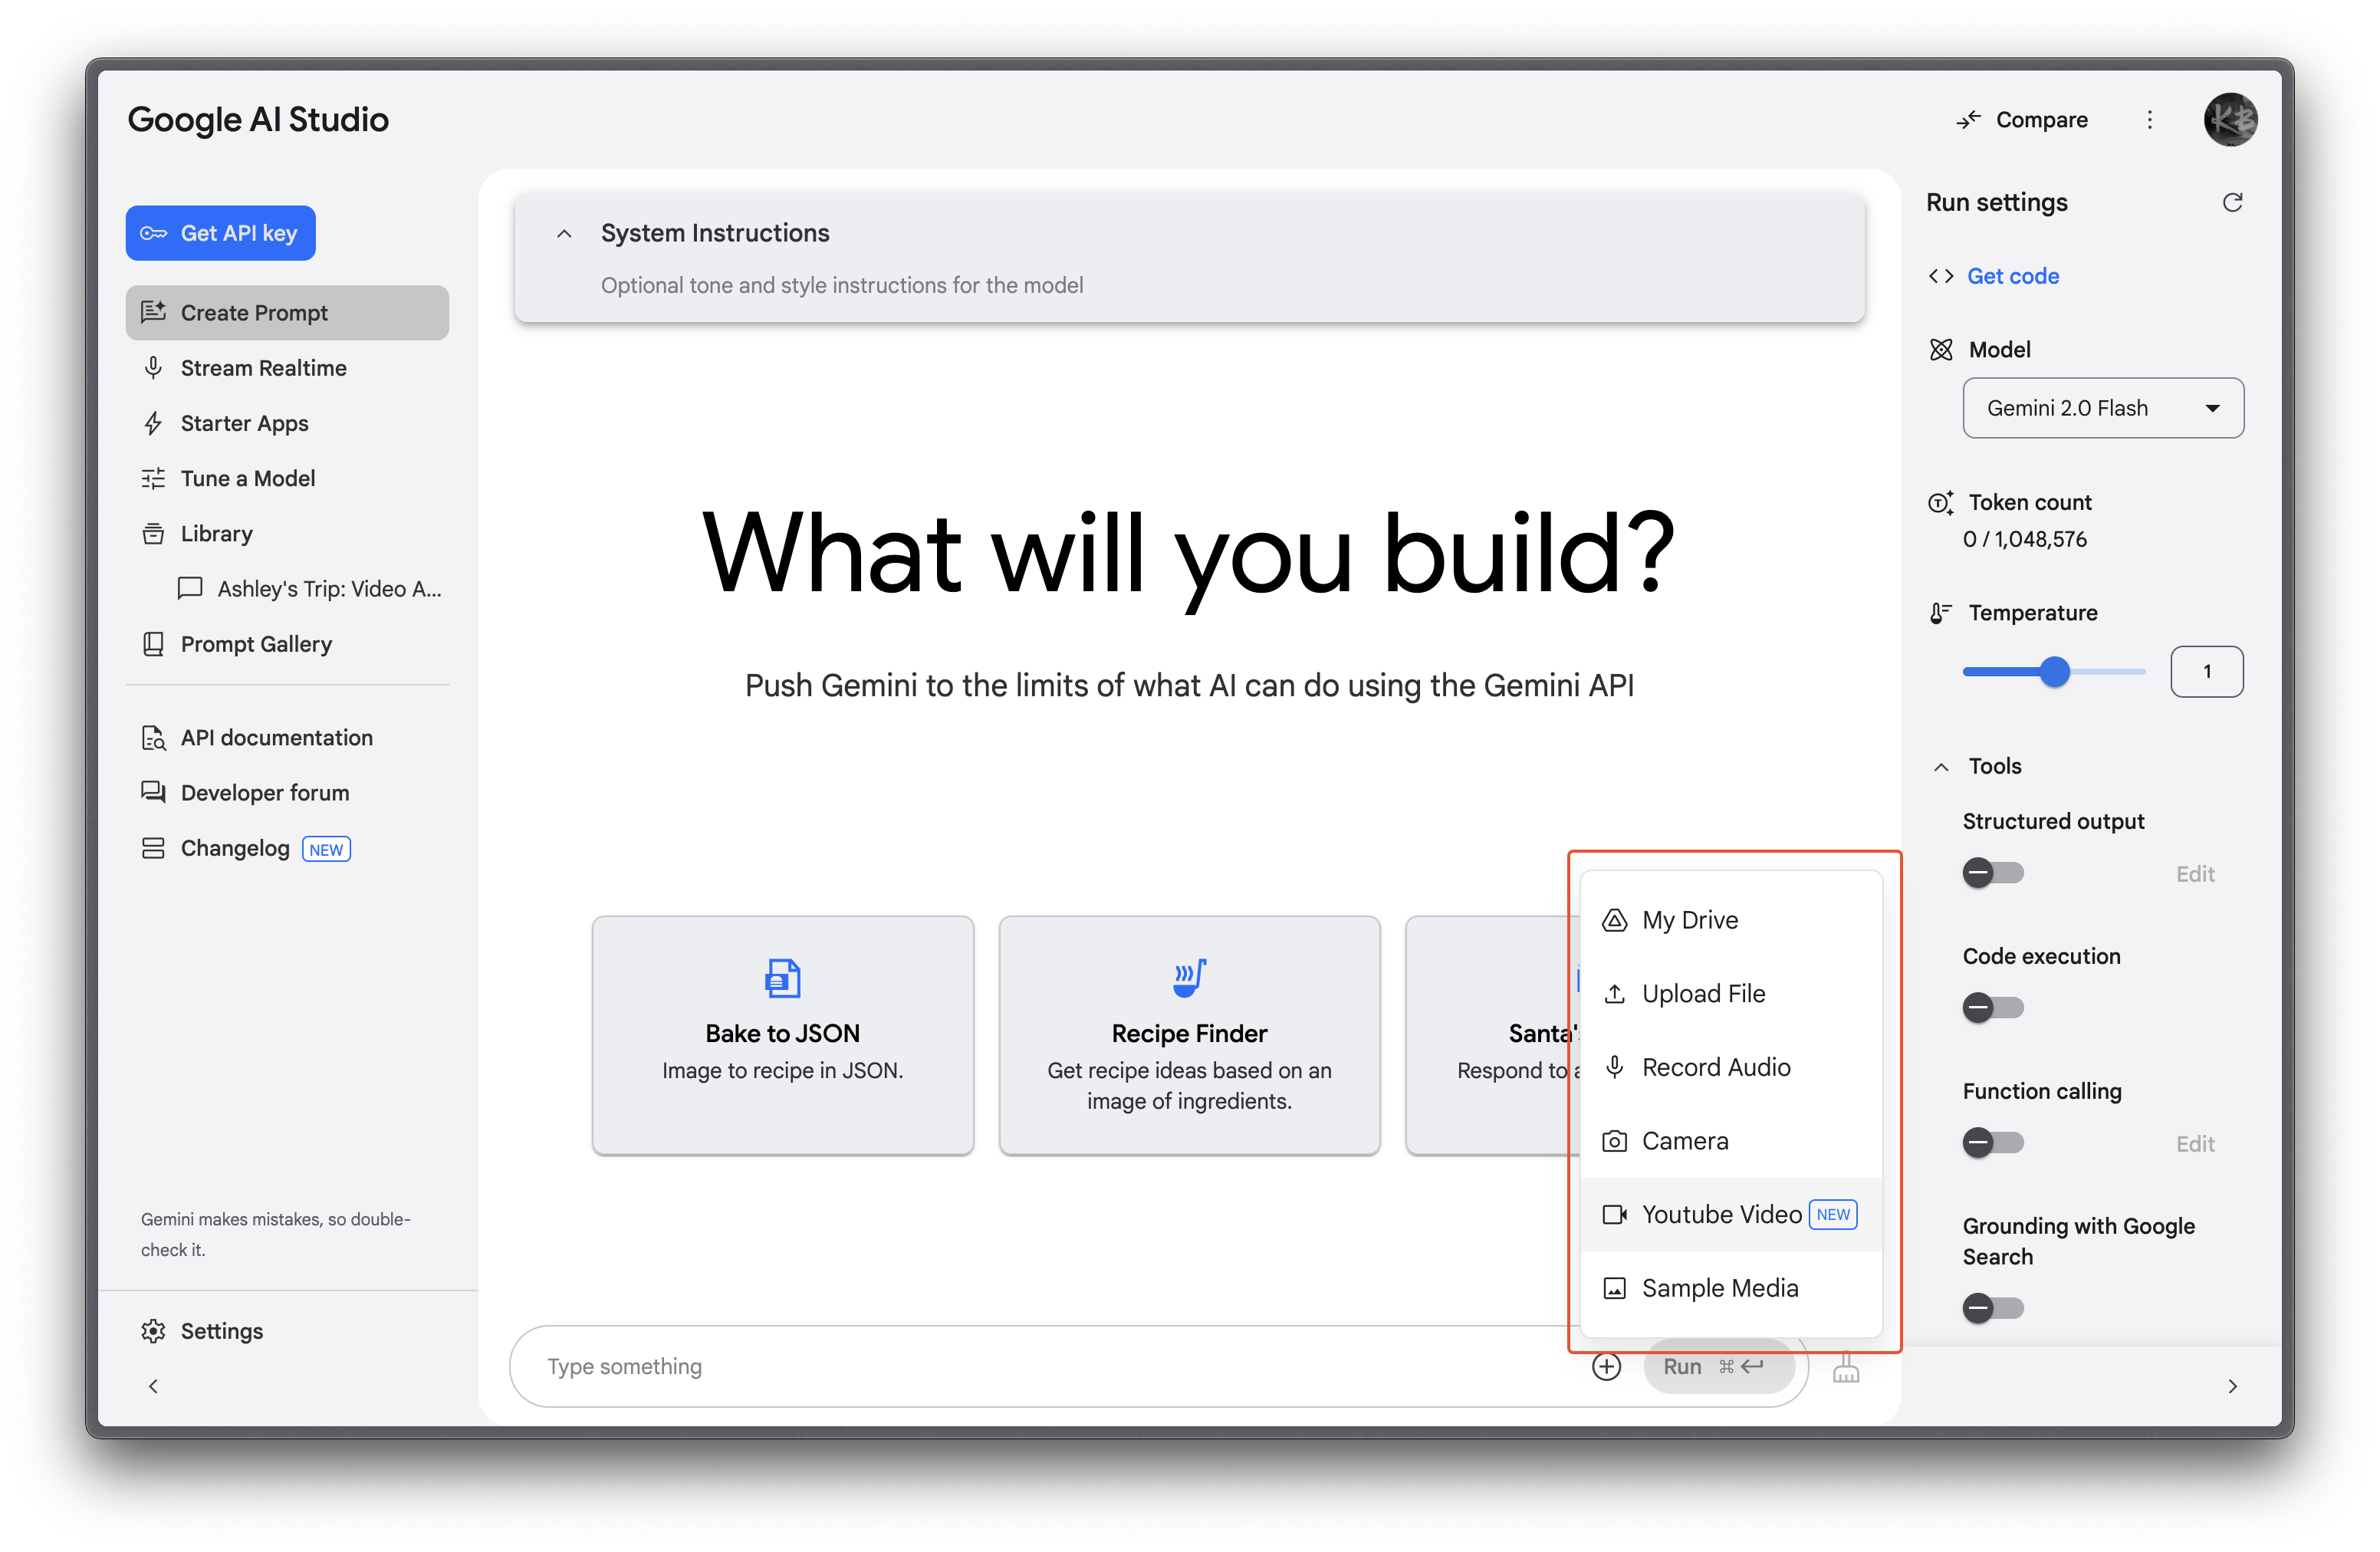 Google AI Studio
Compare
KB
Get API key
Create Prompt
Stream Realtime
Starter Apps
Tune a Model
Library
Ashley's Trip: Video A...
Prompt Gallery
API documentation
Developer forum
Changelog NEW
Gemini makes mistakes, so double-
check it.
Settings
System Instructions
Optional tone and style instructions for the model
What will you build?
Push Gemini to the limits of what AI can do using the Gemini API
Bake to JSON
Image to recipe in JSON.
Recipe Finder
Get recipe ideas based on an
image of ingredients.
Santa'
Respond to a
My Drive
Upload File
Record Audio
Camera
Youtube Video NEW
Sample Media
Type something
Run ⌘ ↵
Run settings
Get code
Model
Gemini 2.0 Flash
Token count
0 / 1,048,576
Temperature
1
Tools
Structured output
Edit
Code execution
Function calling
Edit
Grounding with Google
Search